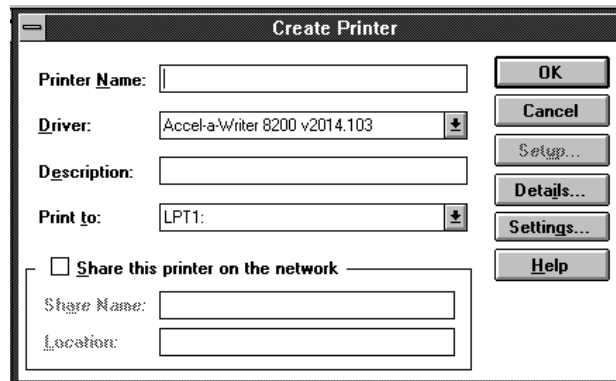 Create Printer
Printer Name:
OK
Driver:
Accel-a-Writer 8200 v2014.103
Cancel
Setup...
Description:
Details...
Print to:
LPT1:
Settings...
Share this printer on the network
Help
Share Name:
Location: